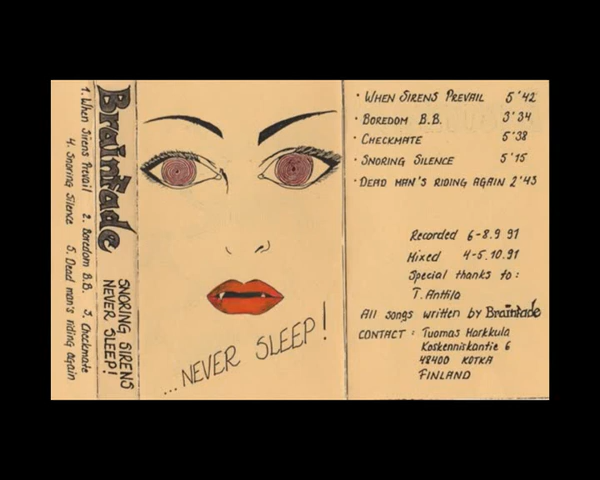 Brainfade
SNORING SIRENS
NEVER SLEEP!
1. When Sirens Prevail 2. Boredom B.B. 3. Checkmate
4. Snoring Silence 5. Dead man's riding again
...NEVER SLEEP!
· WHEN SIRENS PREVAIL 5'42
· BOREDOM B.B. 3'34
· CHECKMATE 5'38
· SNORING SILENCE 5'15
· DEAD MAN'S RIDING AGAIN 2'43
Recorded 6-8.9 91
Mixed 4-5.10.91
Special thanks to:
T. Anttila
All songs written by Brainfade
CONTACT: Tuomas Harkkula
Koskenniskantie 6
48400 KOTKA
FINLAND